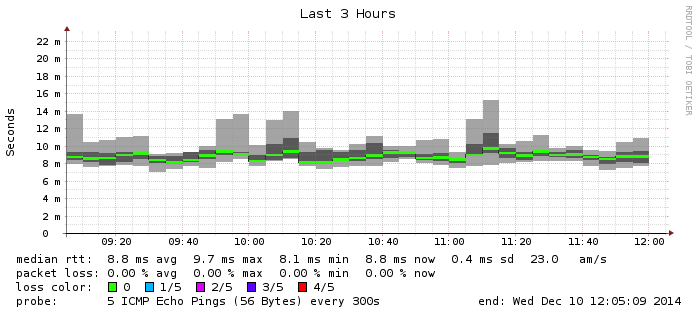 Last 3 Hours
RRDTOOL / TOBI OETIKER
Seconds
22 m
20 m
18 m
16 m
14 m
12 m
10 m
8 m
6 m
4 m
2 m
0
09:20 09:40 10:00 10:20 10:40 11:00 11:20 11:40 12:00
median rtt: 8.8 ms avg 9.7 ms max 8.1 ms min 8.8 ms now 0.4 ms sd 23.0 am/s
packet loss: 0.00 % avg 0.00 % max 0.00 % min 0.00 % now
loss color: 0 1/5 2/5 3/5 4/5
probe: 5 ICMP Echo Pings (56 Bytes) every 300s end: Wed Dec 10 12:05:09 2014